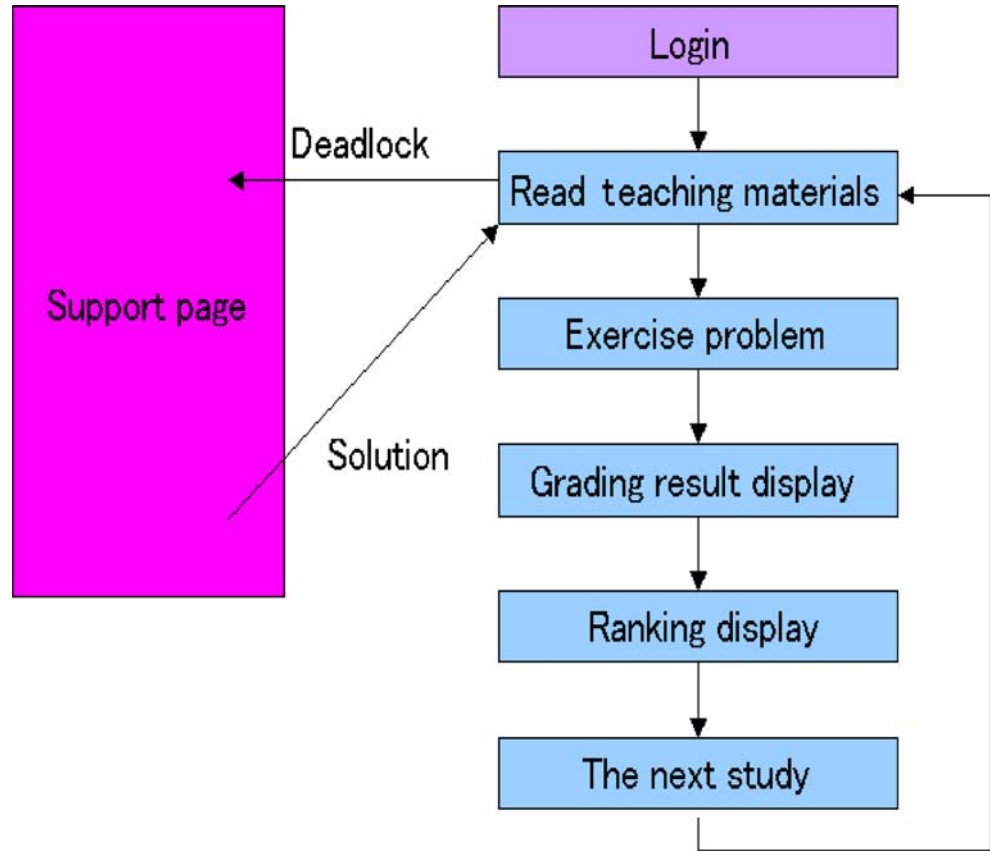 Login
Deadlock
Read teaching materials
Support page
Exercise problem
Solution
Grading result display
Ranking display
The next study